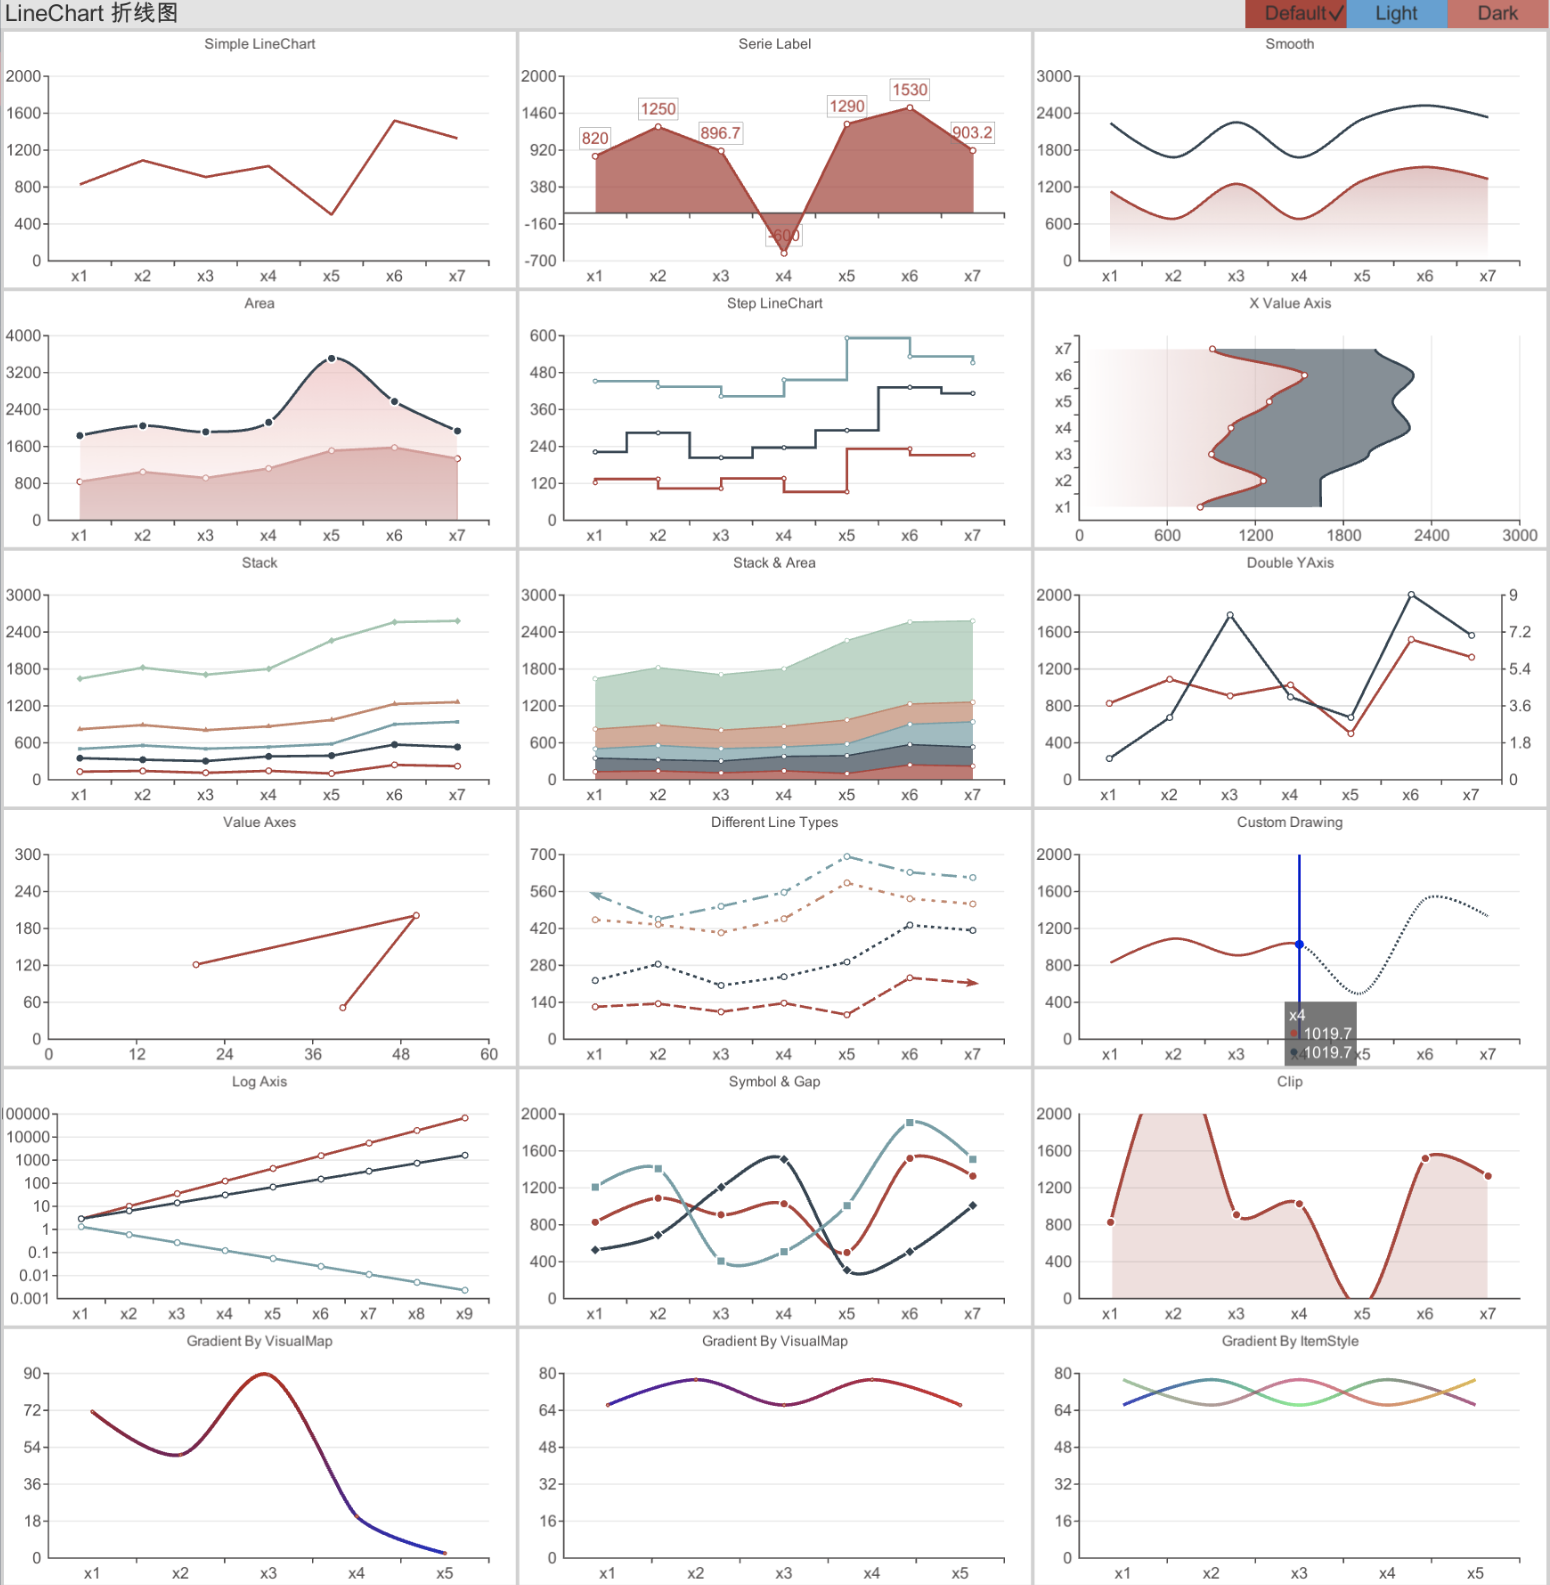 LineChart 折线图
Default✓ Light Dark
Simple LineChart
2000
1600
1200
800
400
0
x1 x2 x3 x4 x5 x6 x7
Serie Label
2000
1460
920
380
-160
-700
820
1250
896.7
-600
1290
1530
903.2
x1 x2 x3 x4 x5 x6 x7
Smooth
3000
2400
1800
1200
600
0
x1 x2 x3 x4 x5 x6 x7
Area
4000
3200
2400
1600
800
0
x1 x2 x3 x4 x5 x6 x7
Step LineChart
600
480
360
240
120
0
x1 x2 x3 x4 x5 x6 x7
X Value Axis
x7
x6
x5
x4
x3
x2
x1
0 600 1200 1800 2400 3000
Stack
3000
2400
1800
1200
600
0
x1 x2 x3 x4 x5 x6 x7
Stack & Area
3000
2400
1800
1200
600
0
x1 x2 x3 x4 x5 x6 x7
Double YAxis
2000
1600
1200
800
400
0
9
7.2
5.4
3.6
1.8
0
x1 x2 x3 x4 x5 x6 x7
Value Axes
300
240
180
120
60
0
0 12 24 36 48 60
Different Line Types
700
560
420
280
140
0
x1 x2 x3 x4 x5 x6 x7
Custom Drawing
2000
1600
1200
800
400
0
x4
1019.7
1019.7
x1 x2 x3 x4 x5 x6 x7
Log Axis
00000
10000
1000
100
10
1
0.1
0.01
0.001
x1 x2 x3 x4 x5 x6 x7 x8 x9
Symbol & Gap
2000
1600
1200
800
400
0
x1 x2 x3 x4 x5 x6 x7
Clip
2000
1600
1200
800
400
0
x1 x2 x3 x4 x5 x6 x7
Gradient By VisualMap
90
72
54
36
18
0
x1 x2 x3 x4 x5
Gradient By VisualMap
80
64
48
32
16
0
x1 x2 x3 x4 x5
Gradient By ItemStyle
80
64
48
32
16
0
x1 x2 x3 x4 x5